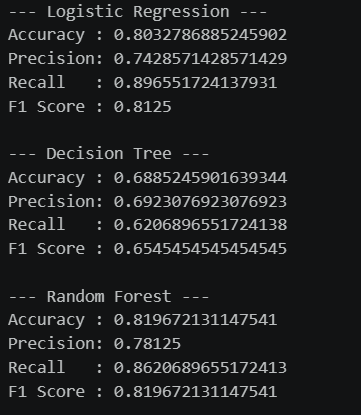 --- Logistic Regression ---
Accuracy : 0.8032786885245902
Precision: 0.7428571428571429
Recall   : 0.896551724137931
F1 Score : 0.8125
--- Decision Tree ---
Accuracy : 0.6885245901639344
Precision: 0.6923076923076923
Recall   : 0.6206896551724138
F1 Score : 0.6545454545454545
--- Random Forest ---
Accuracy : 0.819672131147541
Precision: 0.78125
Recall   : 0.8620689655172413
F1 Score : 0.819672131147541